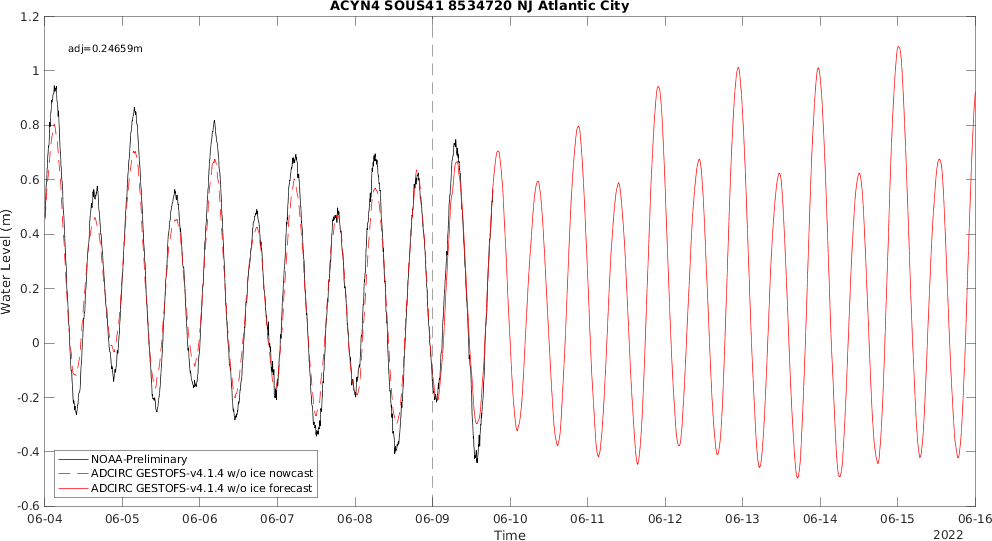 ACYN4 SOUS41 8534720 NJ Atlantic City
adj=0.24659m
1.2
1
0.8
0.6
0.4
0.2
0
-0.2
-0.4
-0.6
Water Level (m)
NOAA-Preliminary
ADCIRC GESTOFS-v4.1.4 w/o ice nowcast
ADCIRC GESTOFS-v4.1.4 w/o ice forecast
06-04 06-05 06-06 06-07 06-08 06-09 06-10 06-11 06-12 06-13 06-14 06-15 06-16
Time
2022